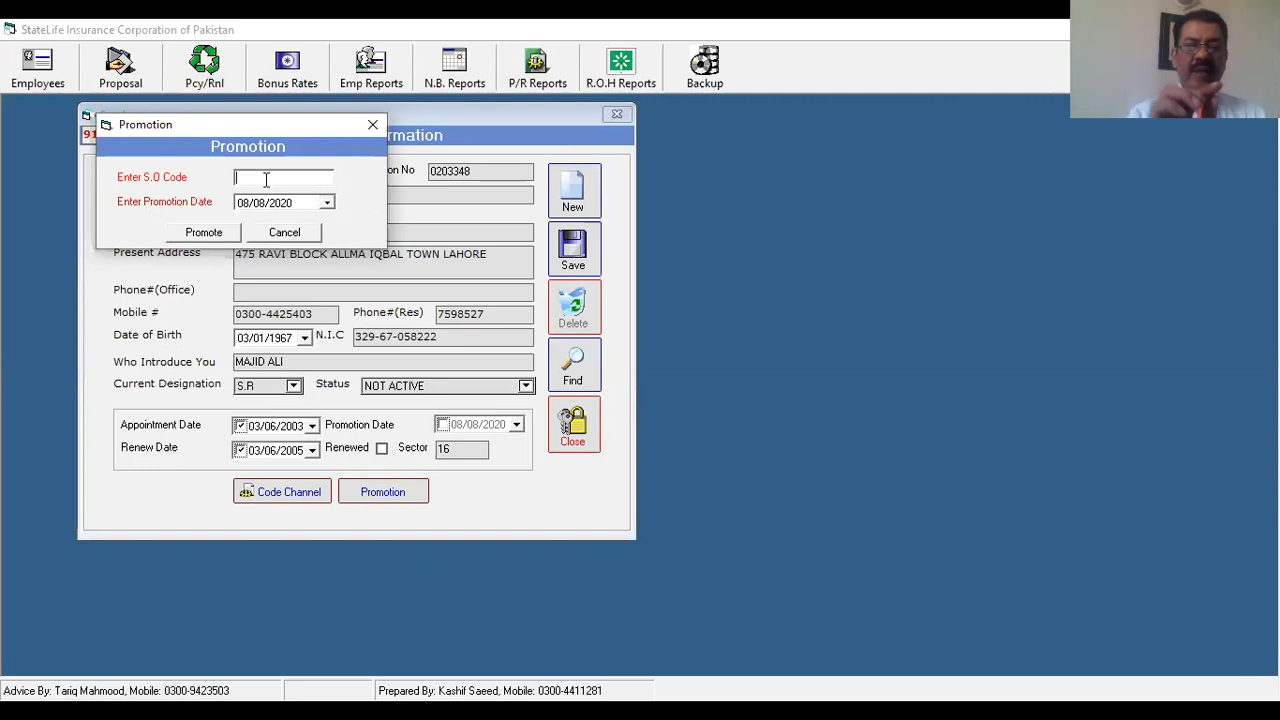 StateLife Insurance Corporation of Pakistan
Employees Proposal Pcy/Rnl Bonus Rates Emp Reports N.B. Reports P/R Reports R.O.H Reports Backup
Promotion
91 rmation
Promotion
Enter S.O Code
on No 0203348
Enter Promotion Date 08/08/2020
New
Promote Cancel
Present Address 475 RAVI BLOCK ALLMA IQBAL TOWN LAHORE
Save
Phone#(Office)
Mobile # 0300-4425403 Phone#(Res) 7598527
Delete
Date of Birth 03/01/1967 N.I.C 329-67-058222
Who Introduce You MAJID ALI
Find
Current Designation S.R Status NOT ACTIVE
Appointment Date 03/06/2003 Promotion Date 08/08/2020
Close
Renew Date 03/06/2005 Renewed Sector 16
Code Channel Promotion
Advice By: Tariq Mahmood, Mobile: 0300-9423503 Prepared By: Kashif Saeed, Mobile: 0300-4411281